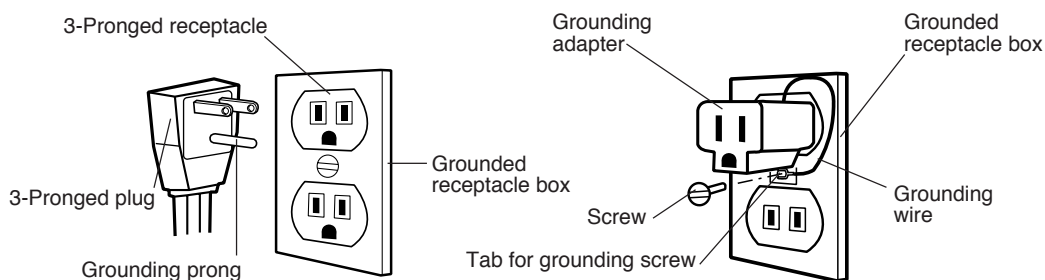 3-Pronged receptacle
3-Pronged plug
Grounding prong
Grounded
receptacle box
Grounding
adapter
Grounded
receptacle box
Screw
Grounding
wire
Tab for grounding screw